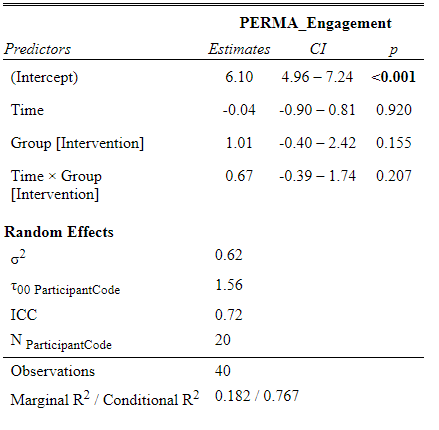 PERMA_Engagement
Predictors Estimates CI p
(Intercept) 6.10 4.96 – 7.24 <0.001
Time -0.04 -0.90 – 0.81 0.920
Group [Intervention] 1.01 -0.40 – 2.42 0.155
Time × Group 0.67 -0.39 – 1.74 0.207
[Intervention]
Random Effects
σ² 0.62
τ₀₀ ParticipantCode 1.56
ICC 0.72
N ParticipantCode 20
Observations 40
Marginal R² / Conditional R² 0.182 / 0.767